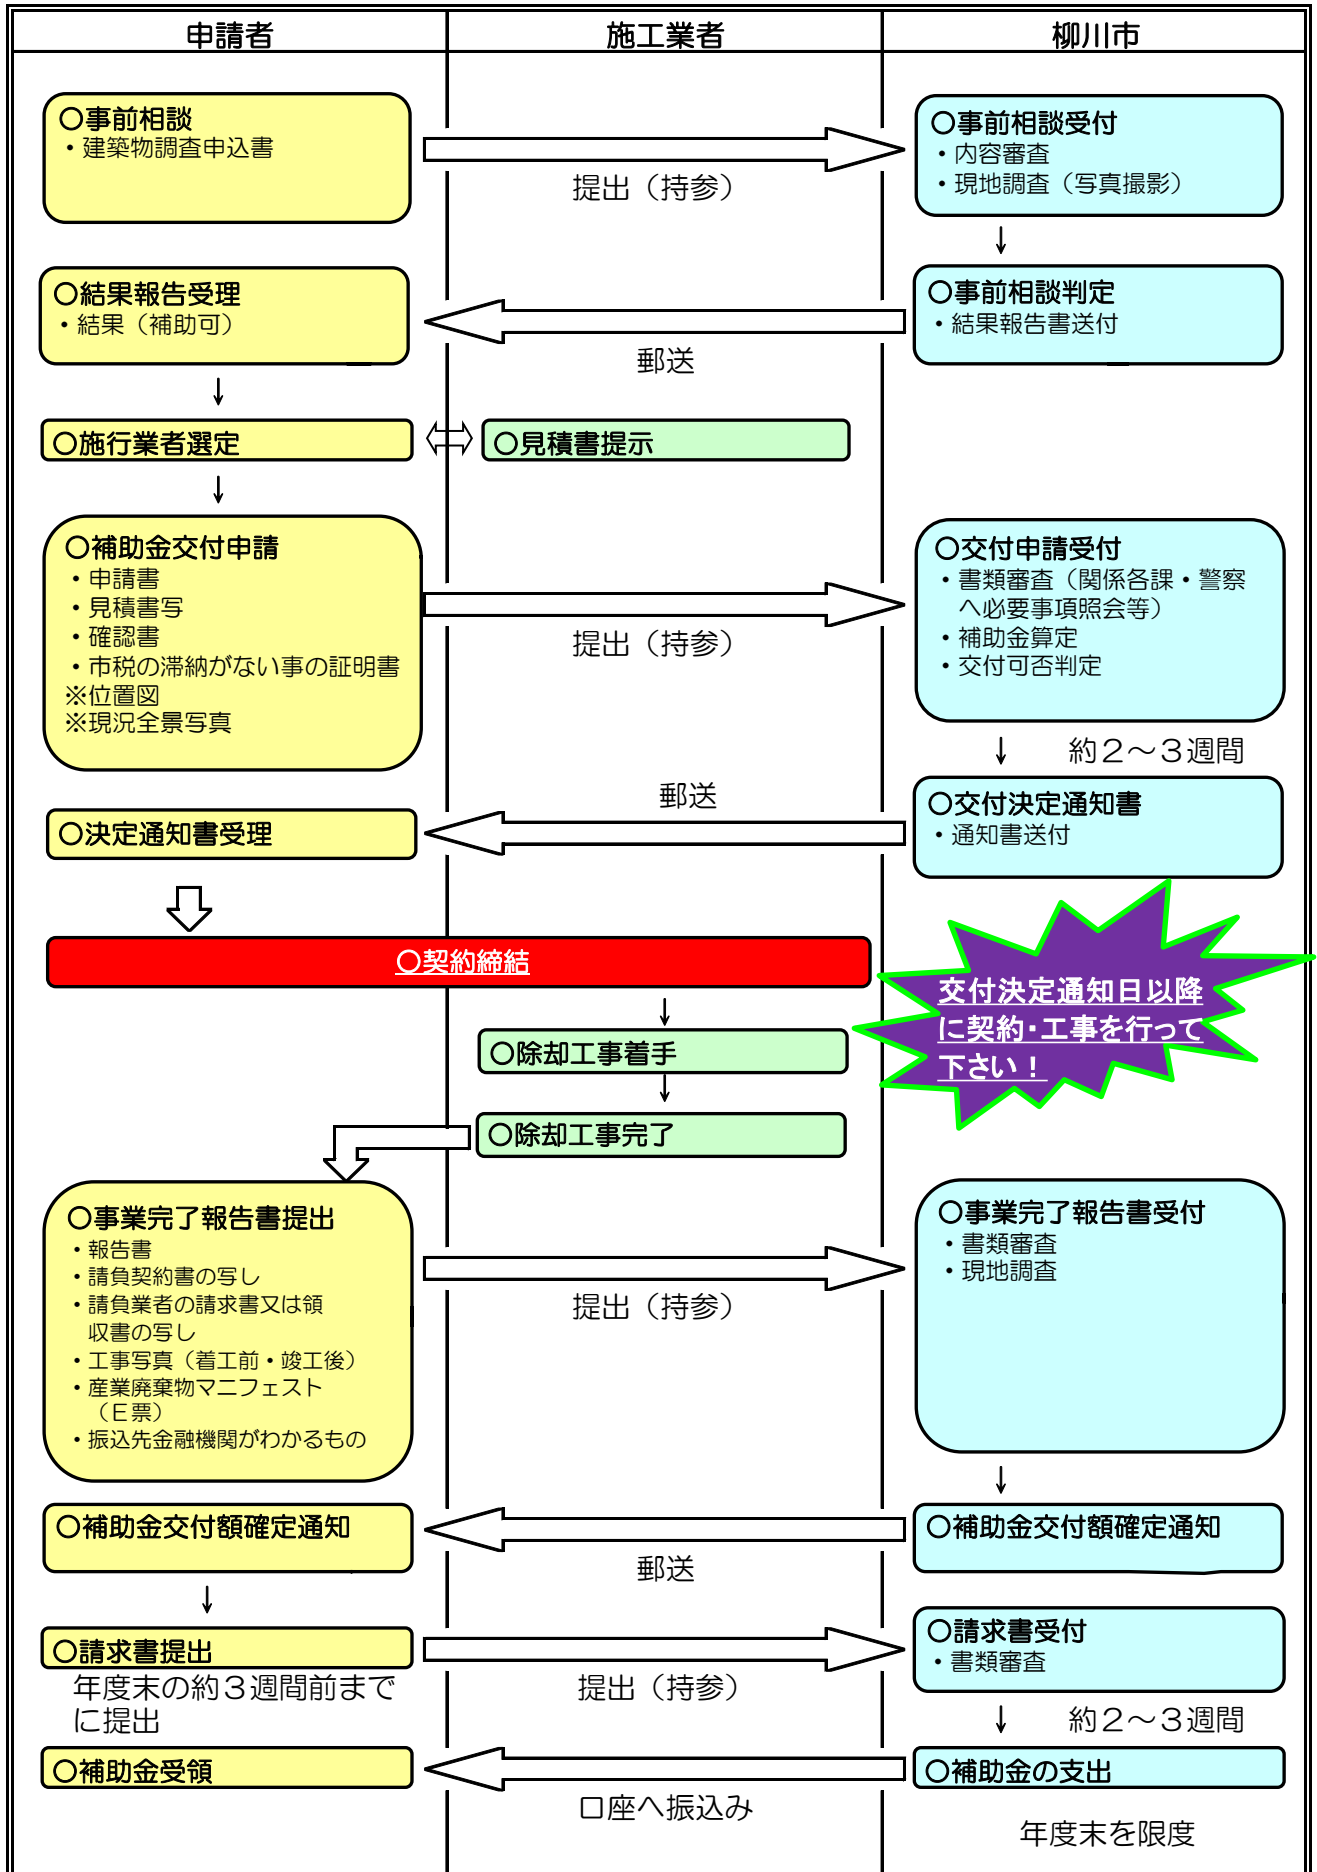 申請者
施工業者
柳川市
○事前相談
・建築物調査申込書
提出（持参）
○事前相談受付
・内容審査
・現地調査（写真撮影）
↓
○結果報告受理
・結果（補助可）
郵送
○事前相談判定
・結果報告書送付
↓
○施行業者選定
○見積書提示
↓
○補助金交付申請
・申請書
・見積書写
・確認書
・市税の滞納がない事の証明書
※位置図
※現況全景写真
提出（持参）
○交付申請受付
・書類審査（関係各課・警察
へ必要事項照会等）
・補助金算定
・交付可否判定
↓ 約２～３週間
郵送
○決定通知書受理
○交付決定通知書
・通知書送付
○契約締結
交付決定通知日以降
に契約・工事を行って
下さい！
↓
○除却工事着手
↓
○除却工事完了
○事業完了報告書提出
・報告書
・請負契約書の写し
・請負業者の請求書又は領
収書の写し
・工事写真（着工前・竣工後）
・産業廃棄物マニフェスト
（Ｅ票）
・振込先金融機関がわかるもの
提出（持参）
○事業完了報告書受付
・書類審査
・現地調査
↓
○補助金交付額確定通知
郵送
○補助金交付額確定通知
↓
○請求書提出
年度末の約３週間前まで
に提出
提出（持参）
○請求書受付
・書類審査
↓ 約２～３週間
○補助金受領
口座へ振込み
○補助金の支出
年度末を限度